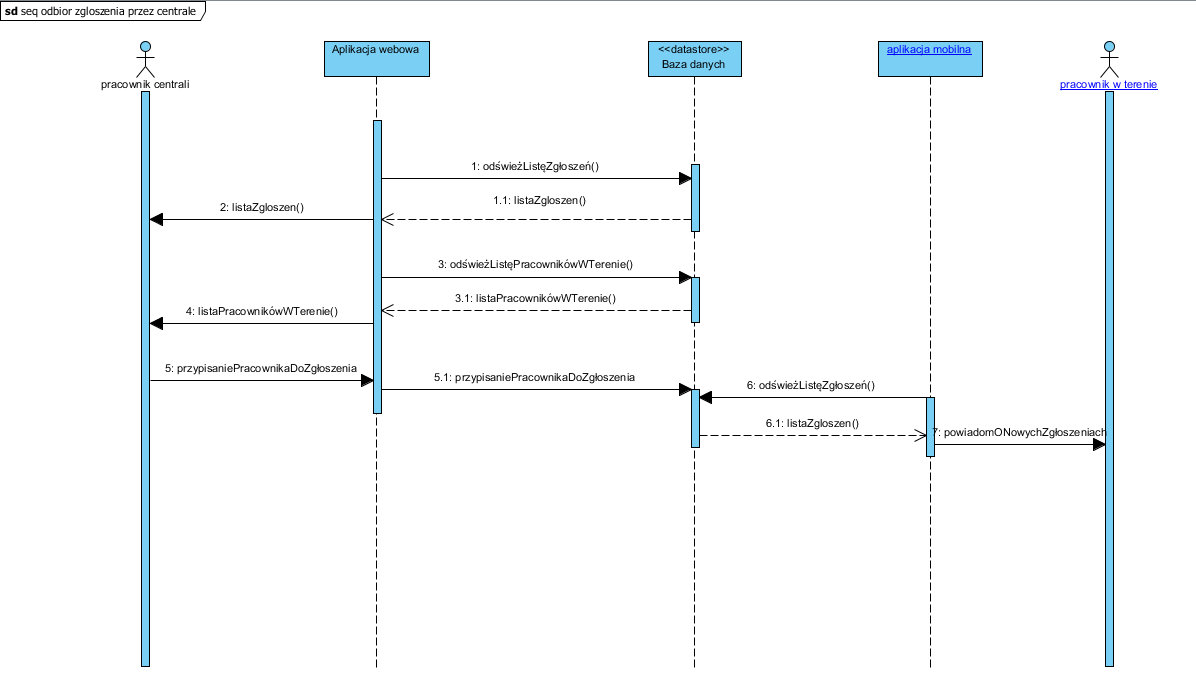 sd seq odbior zgloszenia przez centrale
pracownik centrali
Aplikacja webowa
<<datastore>>
Baza danych
aplikacja mobilna
pracownik w terenie
1: odświeżListęZgłoszeń()
1.1: listaZgloszen()
2: listaZgloszen()
3: odświeżListęPracownikówWTerenie()
3.1: listaPracownikówWTerenie()
4: listaPracownikówWTerenie()
5: przypisaniePracownikaDoZgłoszenia
5.1: przypisaniePracownikaDoZgłoszenia
6: odświeżListęZgłoszeń()
6.1: listaZgloszen()
7: powiadomONowychZgłoszeniach